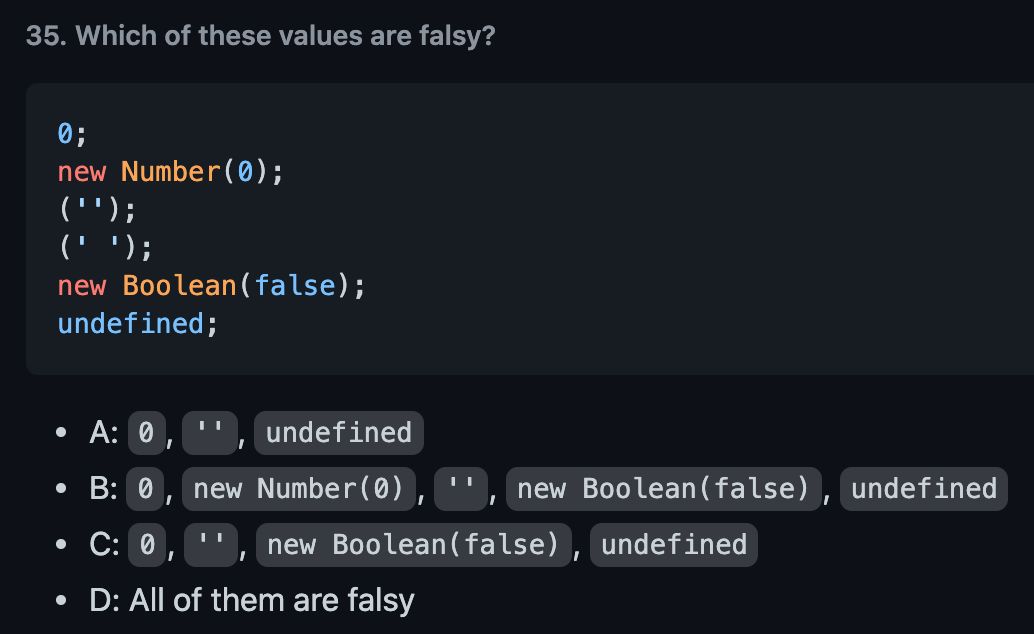 35. Which of these values are falsy?
0;
new Number(0);
('');
(' ');
new Boolean(false);
undefined;
• A: 0, '', undefined
• B: 0, new Number(0), '', new Boolean(false), undefined
• C: 0, '', new Boolean(false), undefined
• D: All of them are falsy